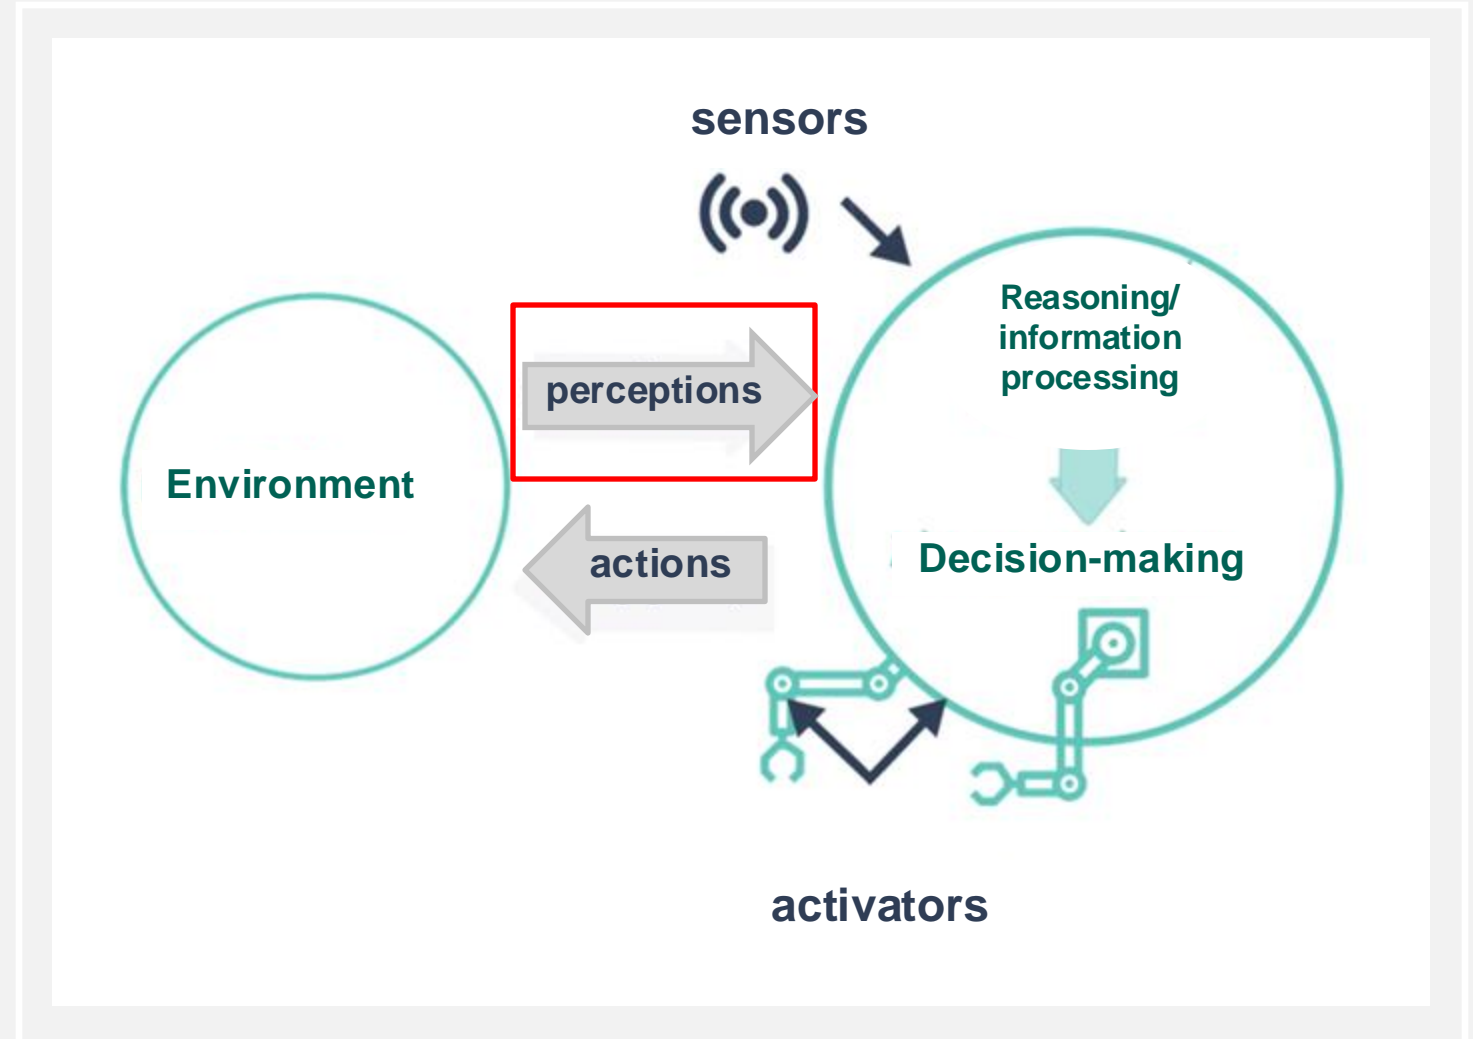 sensors
Reasoning/
information
processing
perceptions
Environment
actions
Decision-making
activators